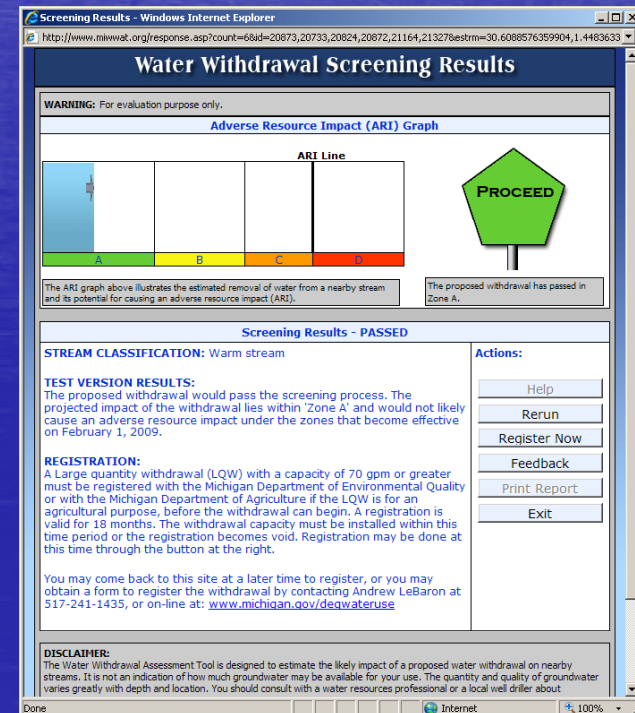 Screening Results - Windows Internet Explorer
http://www.miwwat.org/response.asp?count=6&id=20873,20733,20824,20872,21164,21327&estrm=30.6088576359904,1.4483633
Water Withdrawal Screening Results
WARNING: For evaluation purpose only.
Adverse Resource Impact (ARI) Graph
ARI Line
PROCEED
A B C D
The ARI graph above illustrates the estimated removal of water from a nearby stream
and its potential for causing an adverse resource impact (ARI).
The proposed withdrawal has passed in
Zone A.
Screening Results - PASSED
STREAM CLASSIFICATION: Warm stream
TEST VERSION RESULTS:
The proposed withdrawal would pass the screening process. The
projected impact of the withdrawal lies within 'Zone A' and would not likely
cause an adverse resource impact under the zones that become effective
on February 1, 2009.
REGISTRATION:
A Large quantity withdrawal (LQW) with a capacity of 70 gpm or greater
must be registered with the Michigan Department of Environmental Quality
or with the Michigan Department of Agriculture if the LQW is for an
agricultural purpose, before the withdrawal can begin. A registration is
valid for 18 months. The withdrawal capacity must be installed within this
time period or the registration becomes void. Registration may be done at
this time through the button at the right.
You may come back to this site at a later time to register, or you may
obtain a form to register the withdrawal by contacting Andrew LeBaron at
517-241-1435, or on-line at: www.michigan.gov/deqwateruse
Actions:
Help
Rerun
Register Now
Feedback
Print Report
Exit
DISCLAIMER:
The Water Withdrawal Assessment Tool is designed to estimate the likely impact of a proposed water withdrawal on nearby
streams. It is not an indication of how much groundwater may be available for your use. The quantity and quality of groundwater
varies greatly with depth and location. You should consult with a water resources professional or a local well driller about
Done
Internet
100%